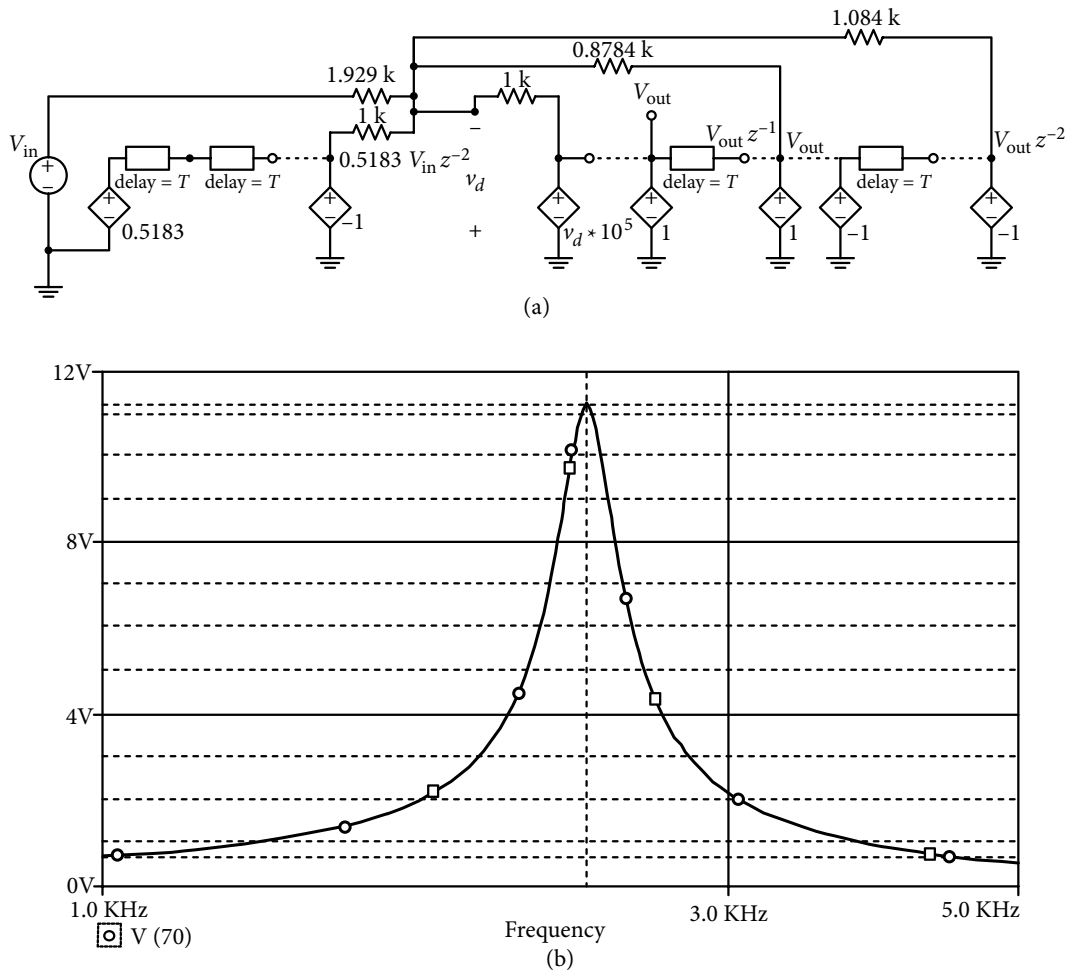 (a)
1.084 k
0.8784 k
1.929 k
1 k
V_out
1 k
V_in
+
−
−
0.5183 V_in z^−2
V_out z^−1
V_out
V_out z^−2
delay = T
delay = T
v_d
delay = T
delay = T
+
−
0.5183
+
−
−1
+
+
−
v_d * 10^5
+
−
1
+
−
1
+
−
−1
+
−
−1
(a)
12V
8V
4V
0V
1.0 KHz
3.0 KHz
5.0 KHz
V (70)
Frequency
(b)